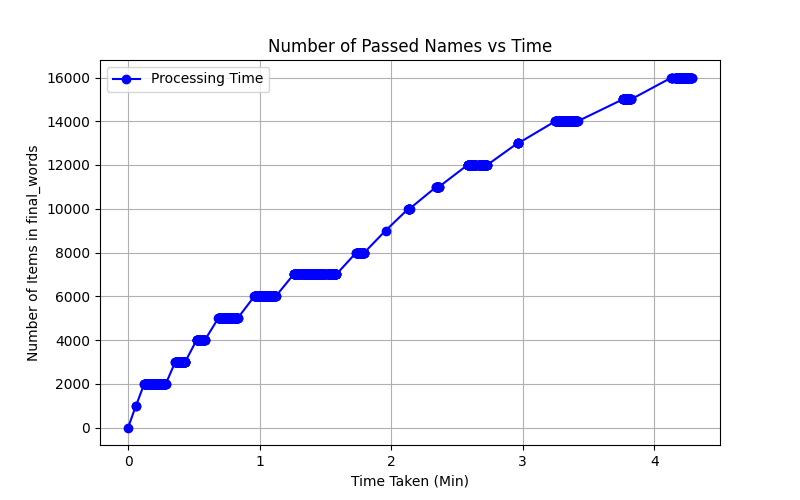 Number of Passed Names vs Time
Processing Time
Number of Items in final_words
16000
14000
12000
10000
8000
6000
4000
2000
0
0 1 2 3 4
Time Taken (Min)